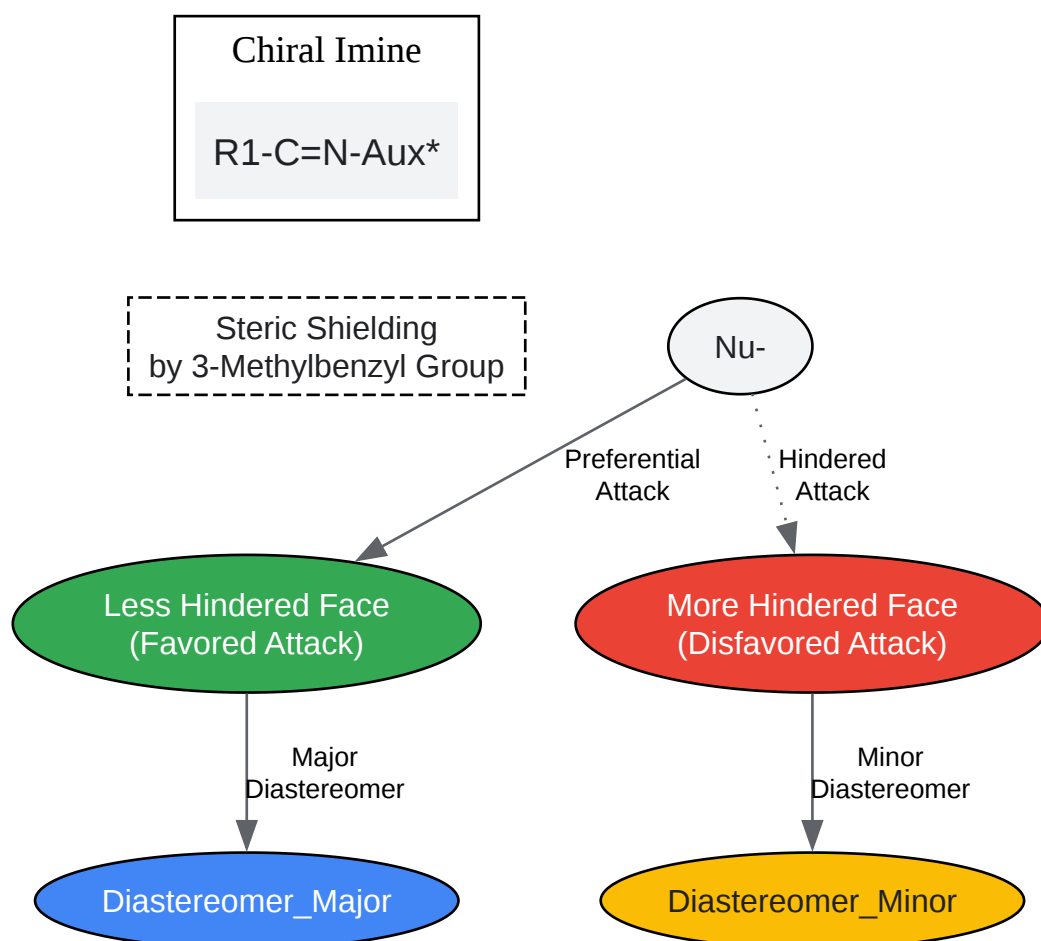 Chiral Imine
R1-C=N-Aux*
Steric Shielding
by 3-Methylbenzyl Group
Nu-
Preferential
Attack
Hindered
Attack
Less Hindered Face
(Favored Attack)
More Hindered Face
(Disfavored Attack)
Major
Diastereomer
Minor
Diastereomer
Diastereomer_Major
Diastereomer_Minor